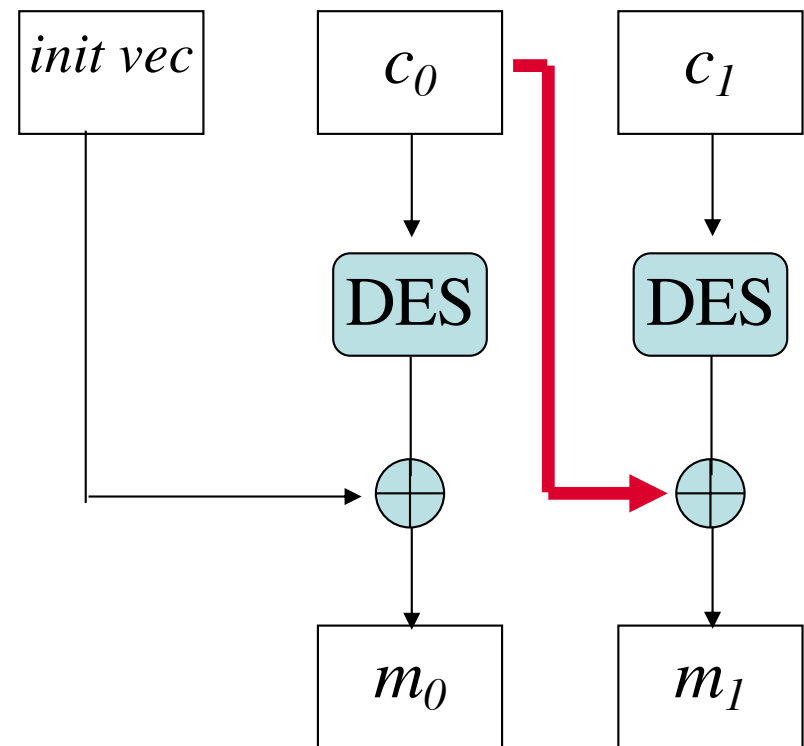 init vec
c₀
c₁
DES
DES
m₀
m₁